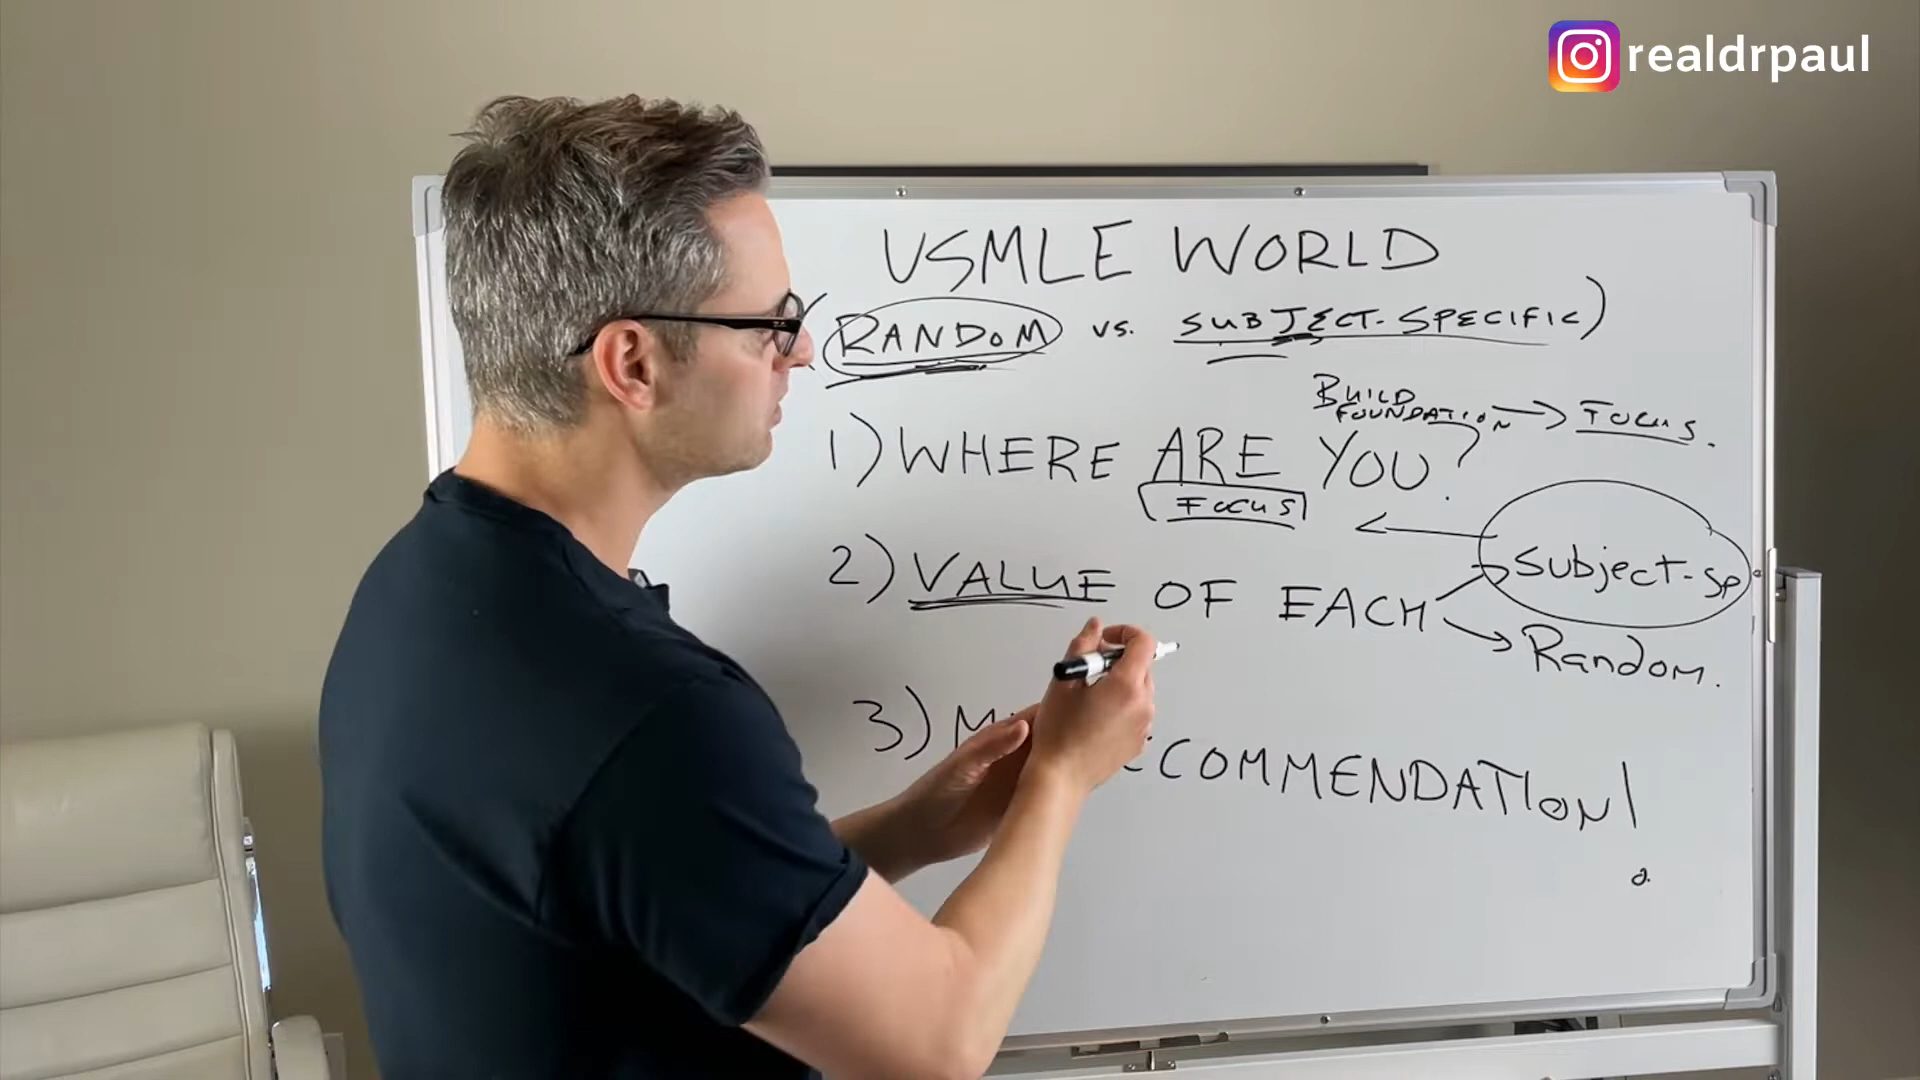 realdrpaul
USMLE WORLD
(RANDOM vs. SUBJECT-SPECIFIC)
BUILD
FOUNDATION → FOCUS.
1) WHERE ARE YOU?
FOCUS
2) VALUE OF EACH
Subject-Sp
Random.
3)
COMMENDATION!